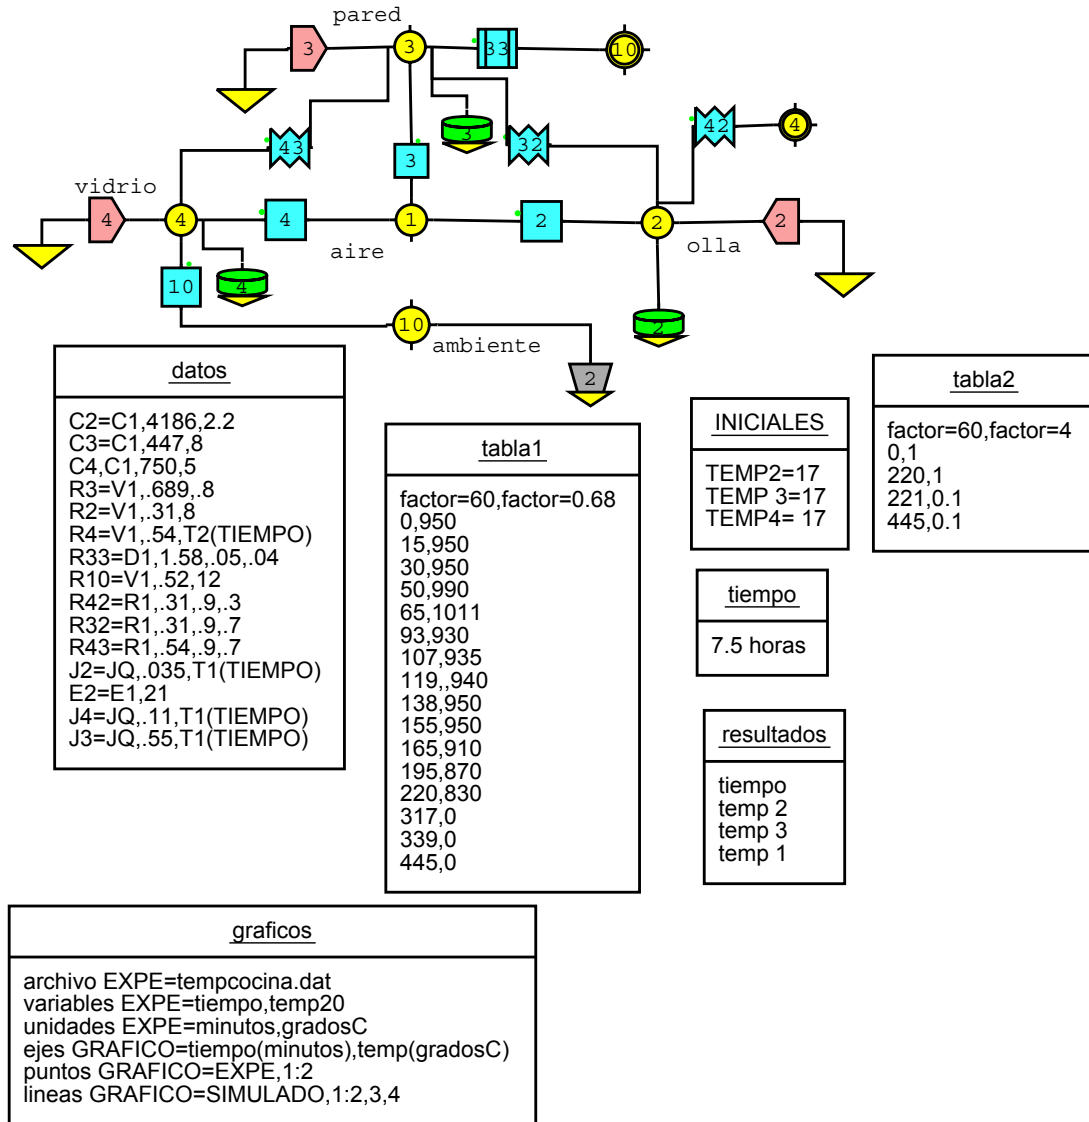 pared
3
3
33
10
43
3
3
32
42
4
vidrio
4
4
4
1
2
2
2
aire
olla
10
4
10
2
ambiente
2
datos
C2=C1,4186,2.2
C3=C1,447,8
C4,C1,750,5
R3=V1,.689,.8
R2=V1,.31,8
R4=V1,.54,T2(TIEMPO)
R33=D1,1.58,.05,.04
R10=V1,.52,12
R42=R1,.31,.9,.3
R32=R1,.31,.9,.7
R43=R1,.54,.9,.7
J2=JQ,.035,T1(TIEMPO)
E2=E1,21
J4=JQ,.11,T1(TIEMPO)
J3=JQ,.55,T1(TIEMPO)
tabla1
factor=60,factor=0.68
0,950
15,950
30,950
50,990
65,1011
93,930
107,935
119,,940
138,950
155,950
165,910
195,870
220,830
317,0
339,0
445,0
INICIALES
TEMP2=17
TEMP 3=17
TEMP4= 17
tabla2
factor=60,factor=4
0,1
220,1
221,0.1
445,0.1
tiempo
7.5 horas
resultados
tiempo
temp 2
temp 3
temp 1
graficos
archivo EXPE=tempcocina.dat
variables EXPE=tiempo,temp20
unidades EXPE=minutos,gradosC
ejes GRAFICO=tiempo(minutos),temp(gradosC)
puntos GRAFICO=EXPE,1:2
lineas GRAFICO=SIMULADO,1:2,3,4